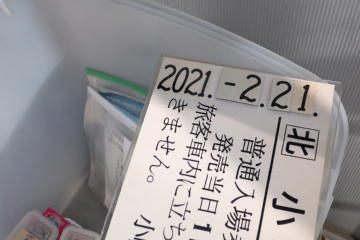 2021.-2.21.
北 小
普通入場
発売当日1
旅客車内に立ち
きません。
小